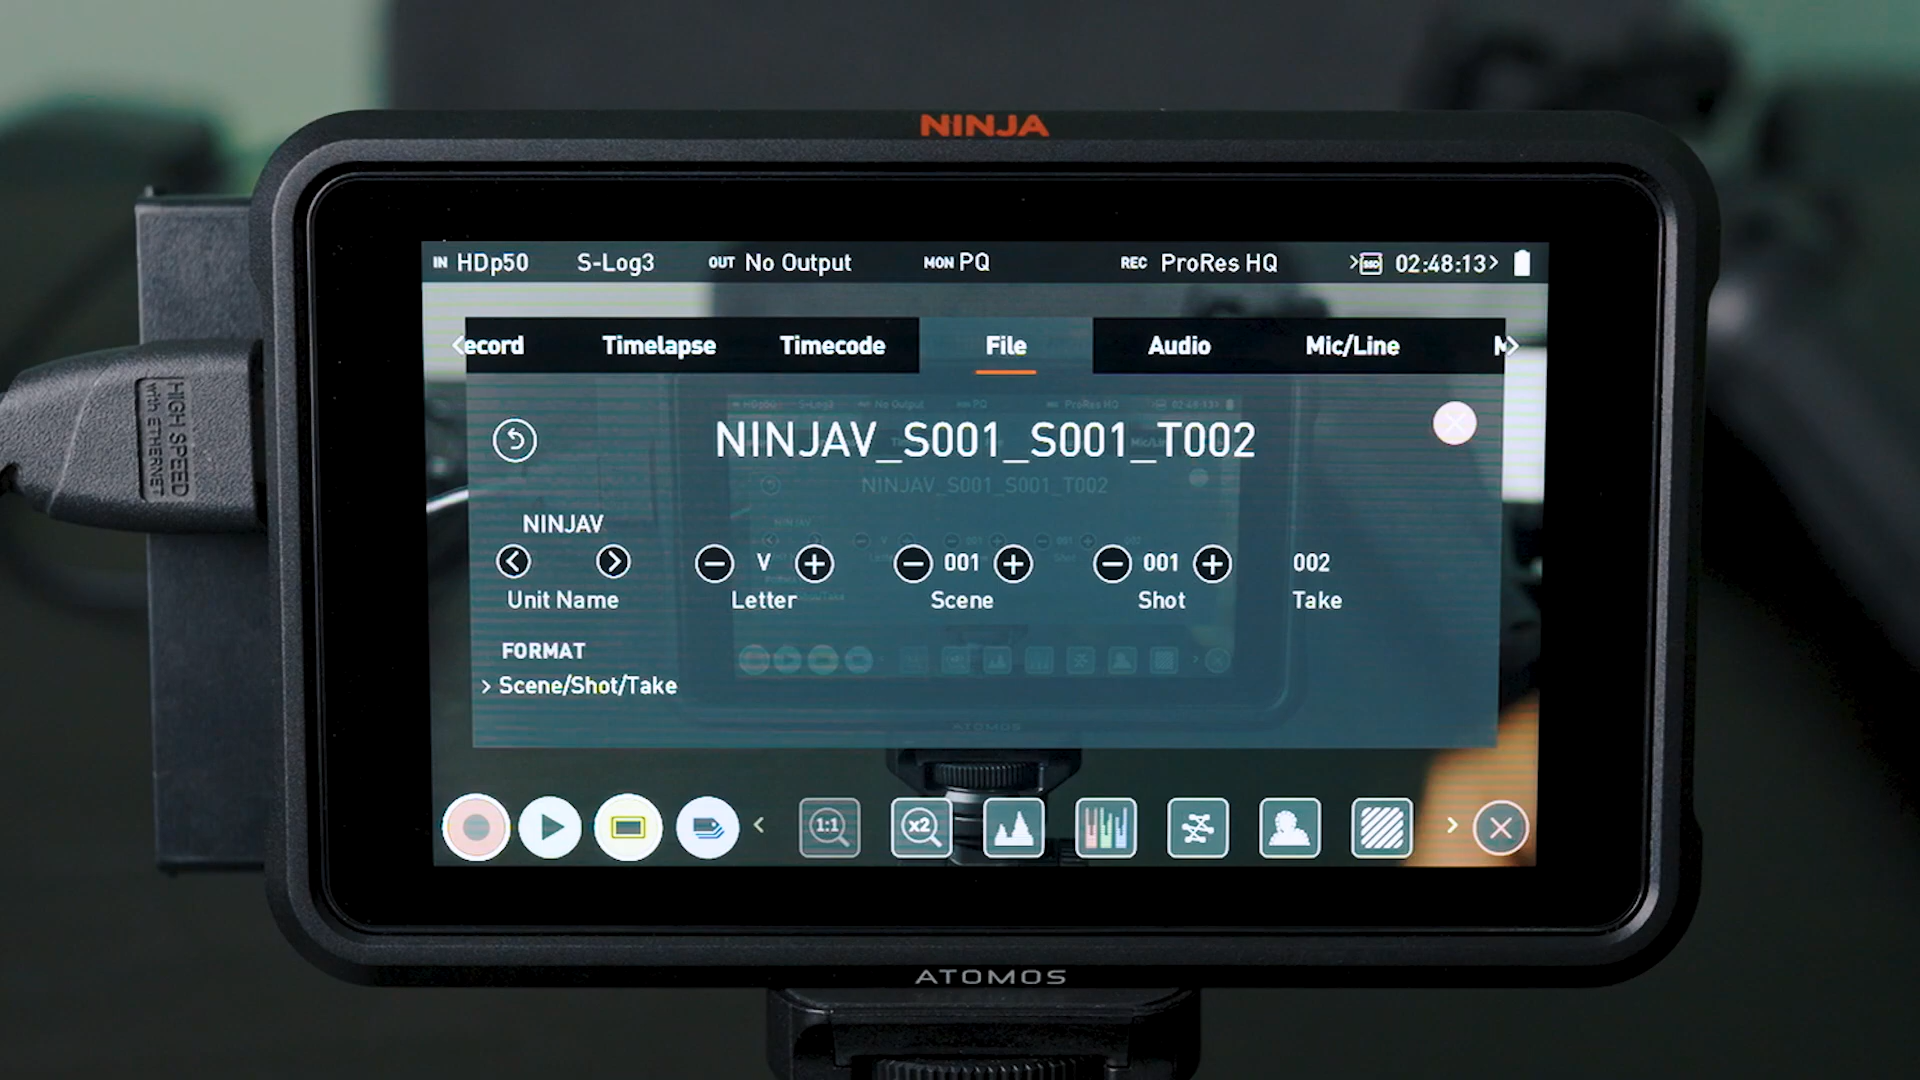 NINJA
IN HDp50 S-Log3 OUT No Output MON PQ REC ProRes HQ SSD 02:48:13
ecord Timelapse Timecode File Audio Mic/Line
NINJAV_S001_S001_T002
HIGH SPEED
with ETHERNET
NINJAV
V 001 001 002
Unit Name Letter Scene Shot Take
FORMAT
> Scene/Shot/Take
1:1 x2
ATOMOS